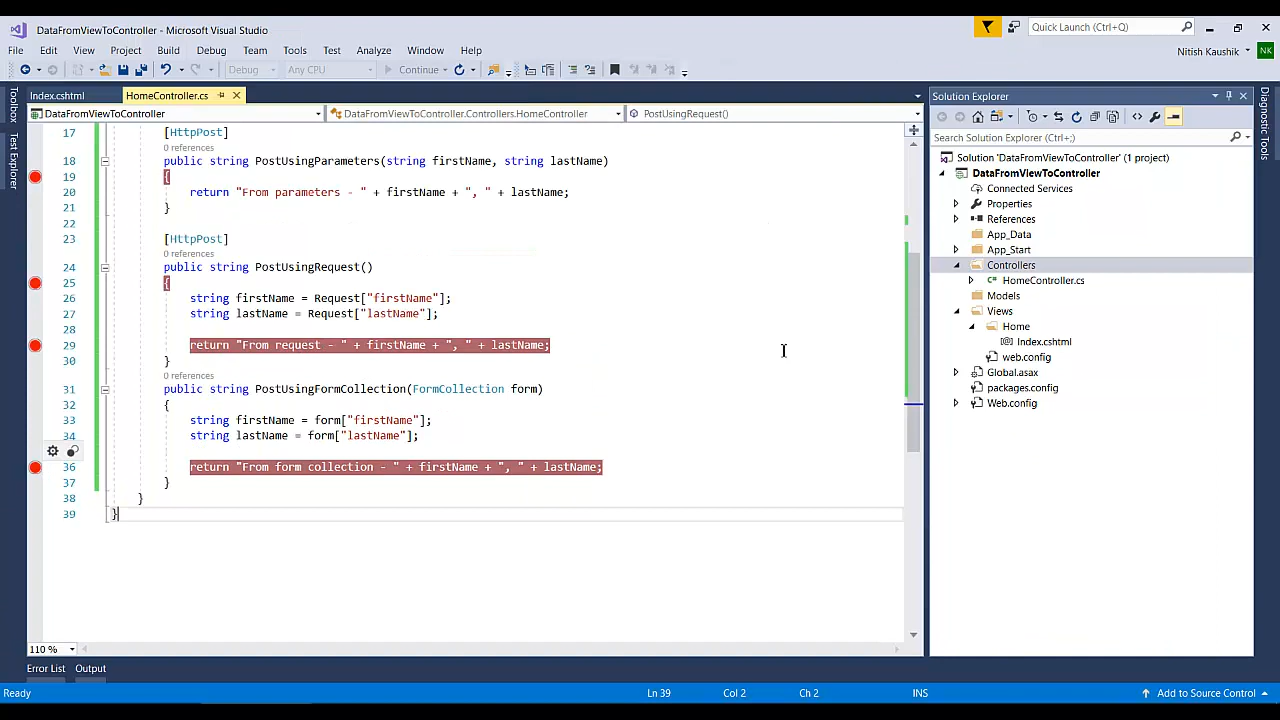 DataFromViewToController - Microsoft Visual Studio
Quick Launch (Ctrl+Q)
File Edit View Project Build Debug Team Tools Test Analyze Window Help
Nitish Kaushik
NK
Debug Any CPU Continue
Toolbox
Test Explorer
Index.cshtml HomeController.cs
DataFromViewToController DataFromViewToController.Controllers.HomeController PostUsingRequest()
17 [HttpPost]
0 references
18 public string PostUsingParameters(string firstName, string lastName)
19 {
20 return "From parameters - " + firstName + ", " + lastName;
21 }
22
23 [HttpPost]
0 references
24 public string PostUsingRequest()
25 {
26 string firstName = Request["firstName"];
27 string lastName = Request["lastName"];
28
29 return "From request - " + firstName + ", " + lastName;
30 }
0 references
31 public string PostUsingFormCollection(FormCollection form)
32 {
33 string firstName = form["firstName"];
34 string lastName = form["lastName"];
36 return "From form collection - " + firstName + ", " + lastName;
37 }
38 }
39 }
110 %
Solution Explorer
Search Solution Explorer (Ctrl+;)
Solution 'DataFromViewToController' (1 project)
DataFromViewToController
Connected Services
Properties
References
App_Data
App_Start
Controllers
HomeController.cs
Models
Views
Home
Index.cshtml
web.config
Global.asax
packages.config
Web.config
Diagnostic Tools
Error List Output
Ready Ln 39 Col 2 Ch 2 INS Add to Source Control